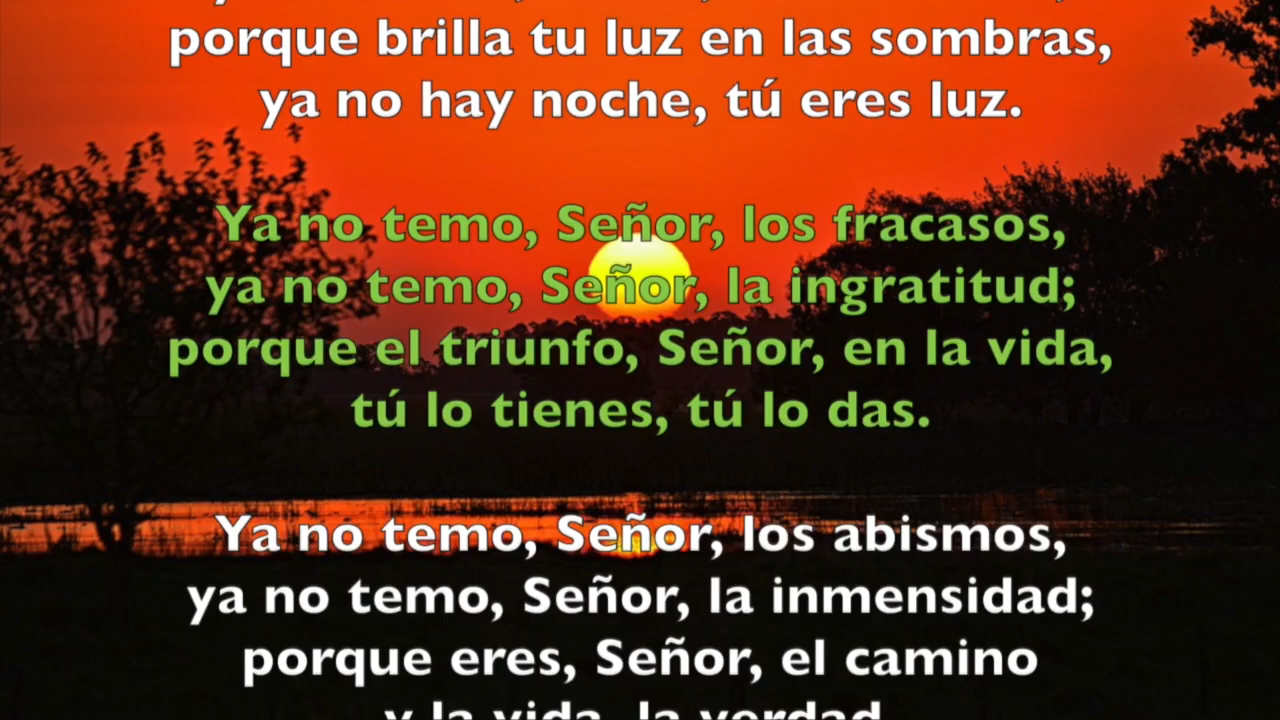 porque brilla tu luz en las sombras,
ya no hay noche, tú eres luz.
Ya no temo, Señor, los fracasos,
ya no temo, Señor, la ingratitud;
porque el triunfo, Señor, en la vida,
tú lo tienes, tú lo das.
Ya no temo, Señor, los abismos,
ya no temo, Señor, la inmensidad;
porque eres, Señor, el camino
y la vida, la verdad.